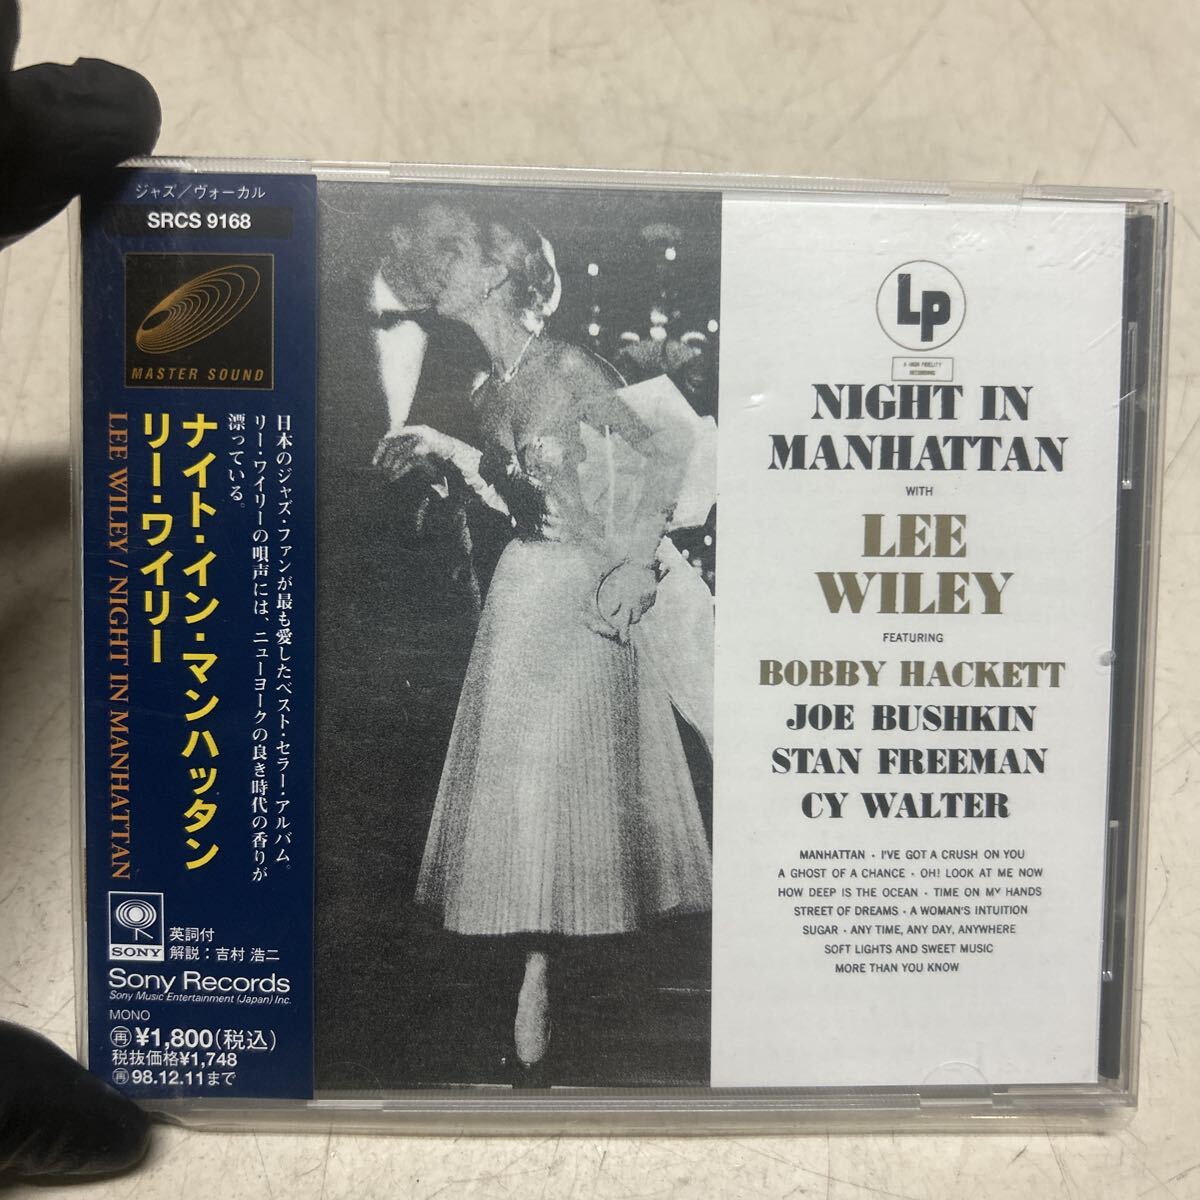 ジャズ／ヴォーカル
SRCS 9168
MASTER SOUND
ナイト・イン・マンハッタン
リー・ワイリー
LEE WILEY / NIGHT IN MANHATTAN
日本のジャズ・ファンが最も愛したベスト・セラー・アルバム。
リー・ワイリーの唄声には、ニューヨークの良き時代の香りが
漂っている。
SONY
英詞付
解説：吉村 浩二
Sony Records
Sony Music Entertainment (Japan) Inc.
MONO
再 ¥1,800(税込)
税抜価格¥1,748
再 98.12.11まで
Lp
A HIGH FIDELITY
RECORDING
NIGHT IN
MANHATTAN
WITH
LEE
WILEY
FEATURING
BOBBY HACKETT
JOE BUSHKIN
STAN FREEMAN
CY WALTER
MANHATTAN · I'VE GOT A CRUSH ON YOU
A GHOST OF A CHANCE · OH! LOOK AT ME NOW
HOW DEEP IS THE OCEAN · TIME ON MY HANDS
STREET OF DREAMS · A WOMAN'S INTUITION
SUGAR · ANY TIME, ANY DAY, ANYWHERE
SOFT LIGHTS AND SWEET MUSIC
MORE THAN YOU KNOW